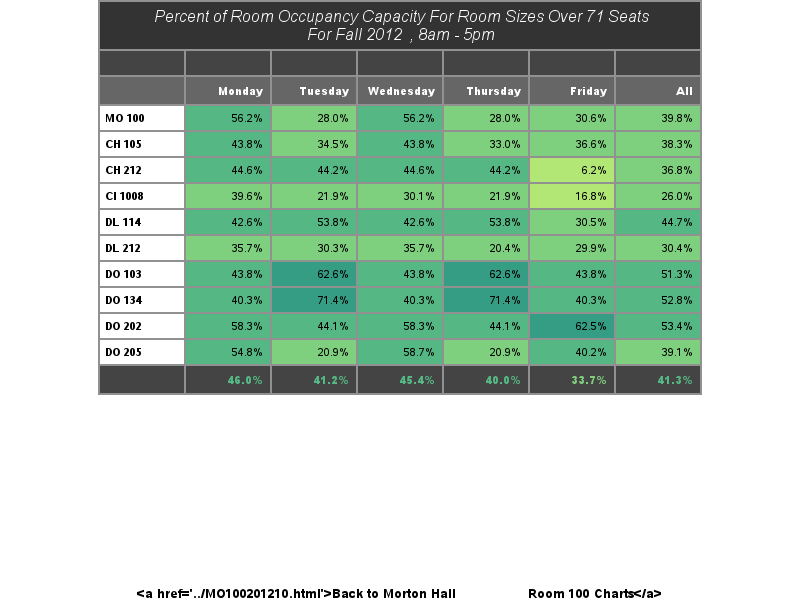 Percent of Room Occupancy Capacity For Room Sizes Over 71 Seats
For Fall 2012 , 8am - 5pm
Monday Tuesday Wednesday Thursday Friday All
MO 100 56.2% 28.0% 56.2% 28.0% 30.6% 39.8%
CH 105 43.8% 34.5% 43.8% 33.0% 36.6% 38.3%
CH 212 44.6% 44.2% 44.6% 44.2% 6.2% 36.8%
CI 1008 39.6% 21.9% 30.1% 21.9% 16.8% 26.0%
DL 114 42.6% 53.8% 42.6% 53.8% 30.5% 44.7%
DL 212 35.7% 30.3% 35.7% 20.4% 29.9% 30.4%
DO 103 43.8% 62.6% 43.8% 62.6% 43.8% 51.3%
DO 134 40.3% 71.4% 40.3% 71.4% 40.3% 52.8%
DO 202 58.3% 44.1% 58.3% 44.1% 62.5% 53.4%
DO 205 54.8% 20.9% 58.7% 20.9% 40.2% 39.1%
46.0% 41.2% 45.4% 40.0% 33.7% 41.3%
<a href='../MO100201210.html'>Back to Morton Hall Room 100 Charts</a>